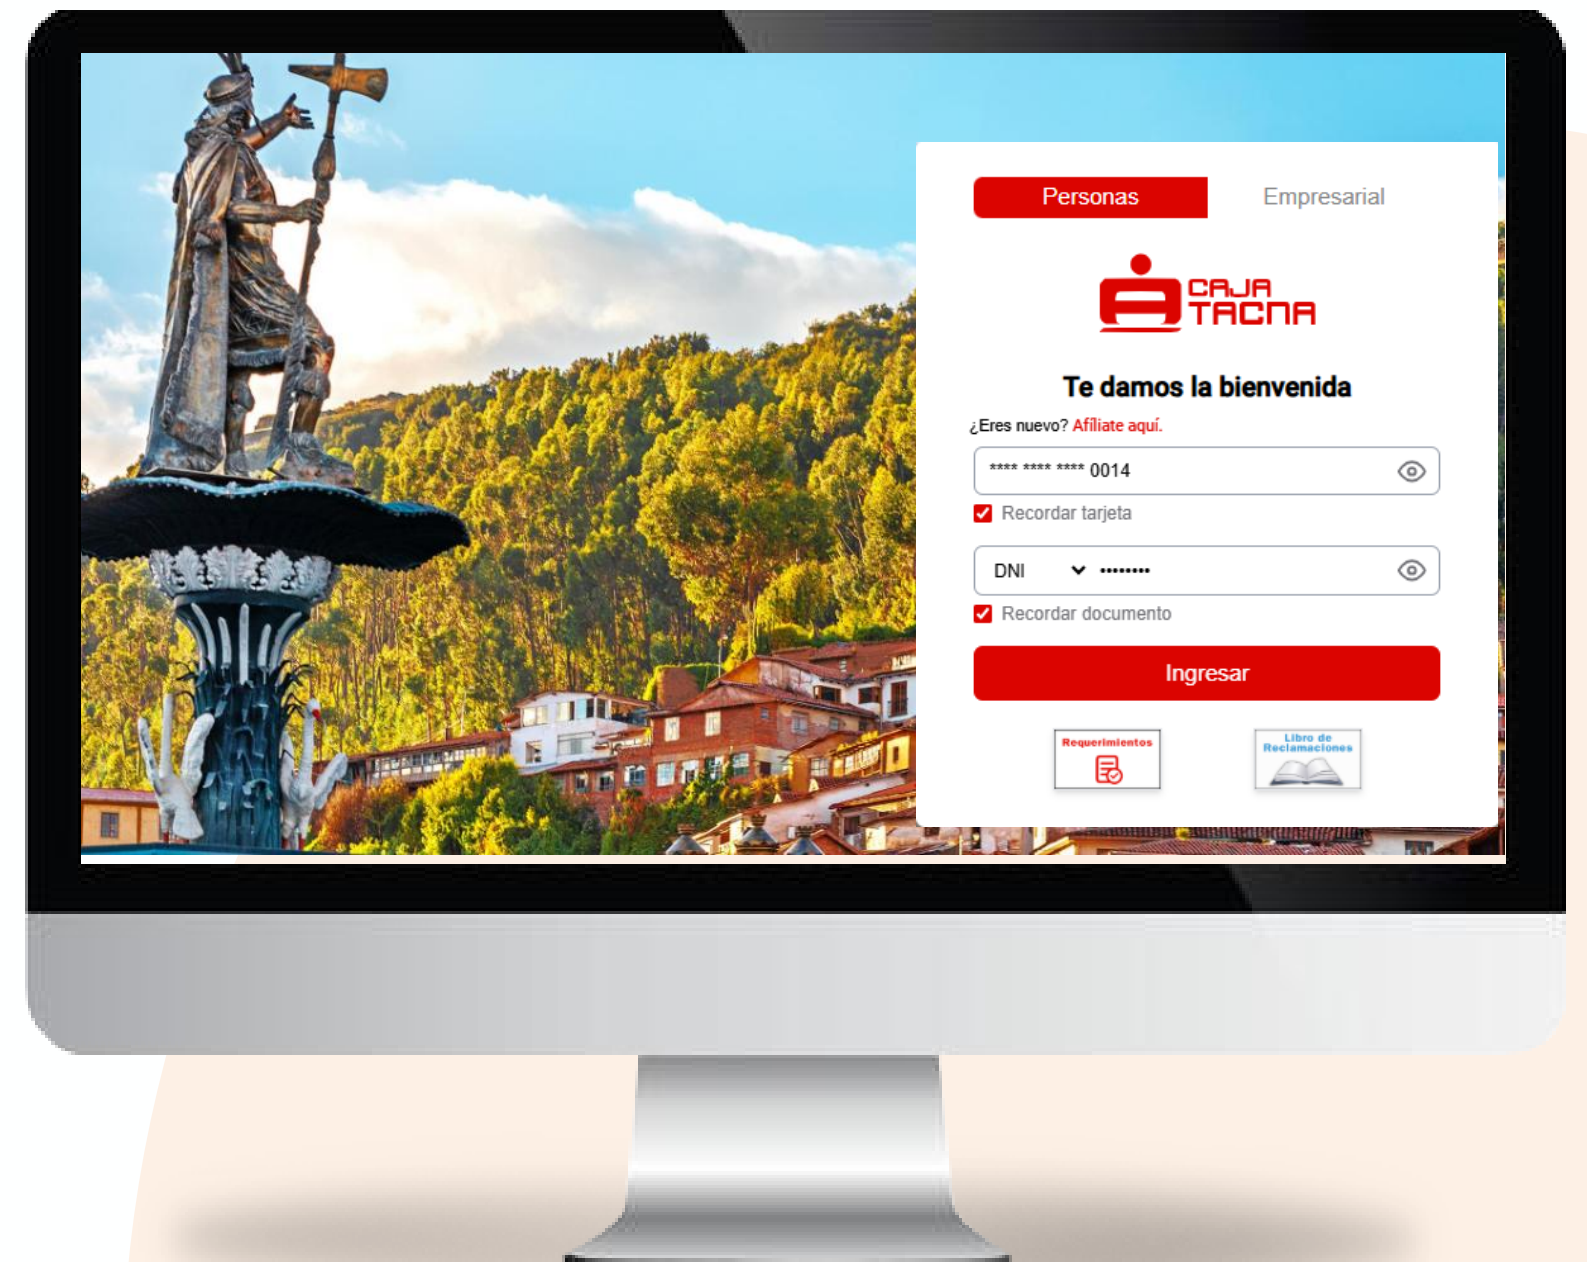 Personas
Empresarial
CAJA
TACNA
Te damos la bienvenida
¿Eres nuevo? Afíliate aquí.
**** **** **** 0014
Recordar tarjeta
DNI ••••••••
Recordar documento
Ingresar
Requerimientos
Libro de
Reclamaciones